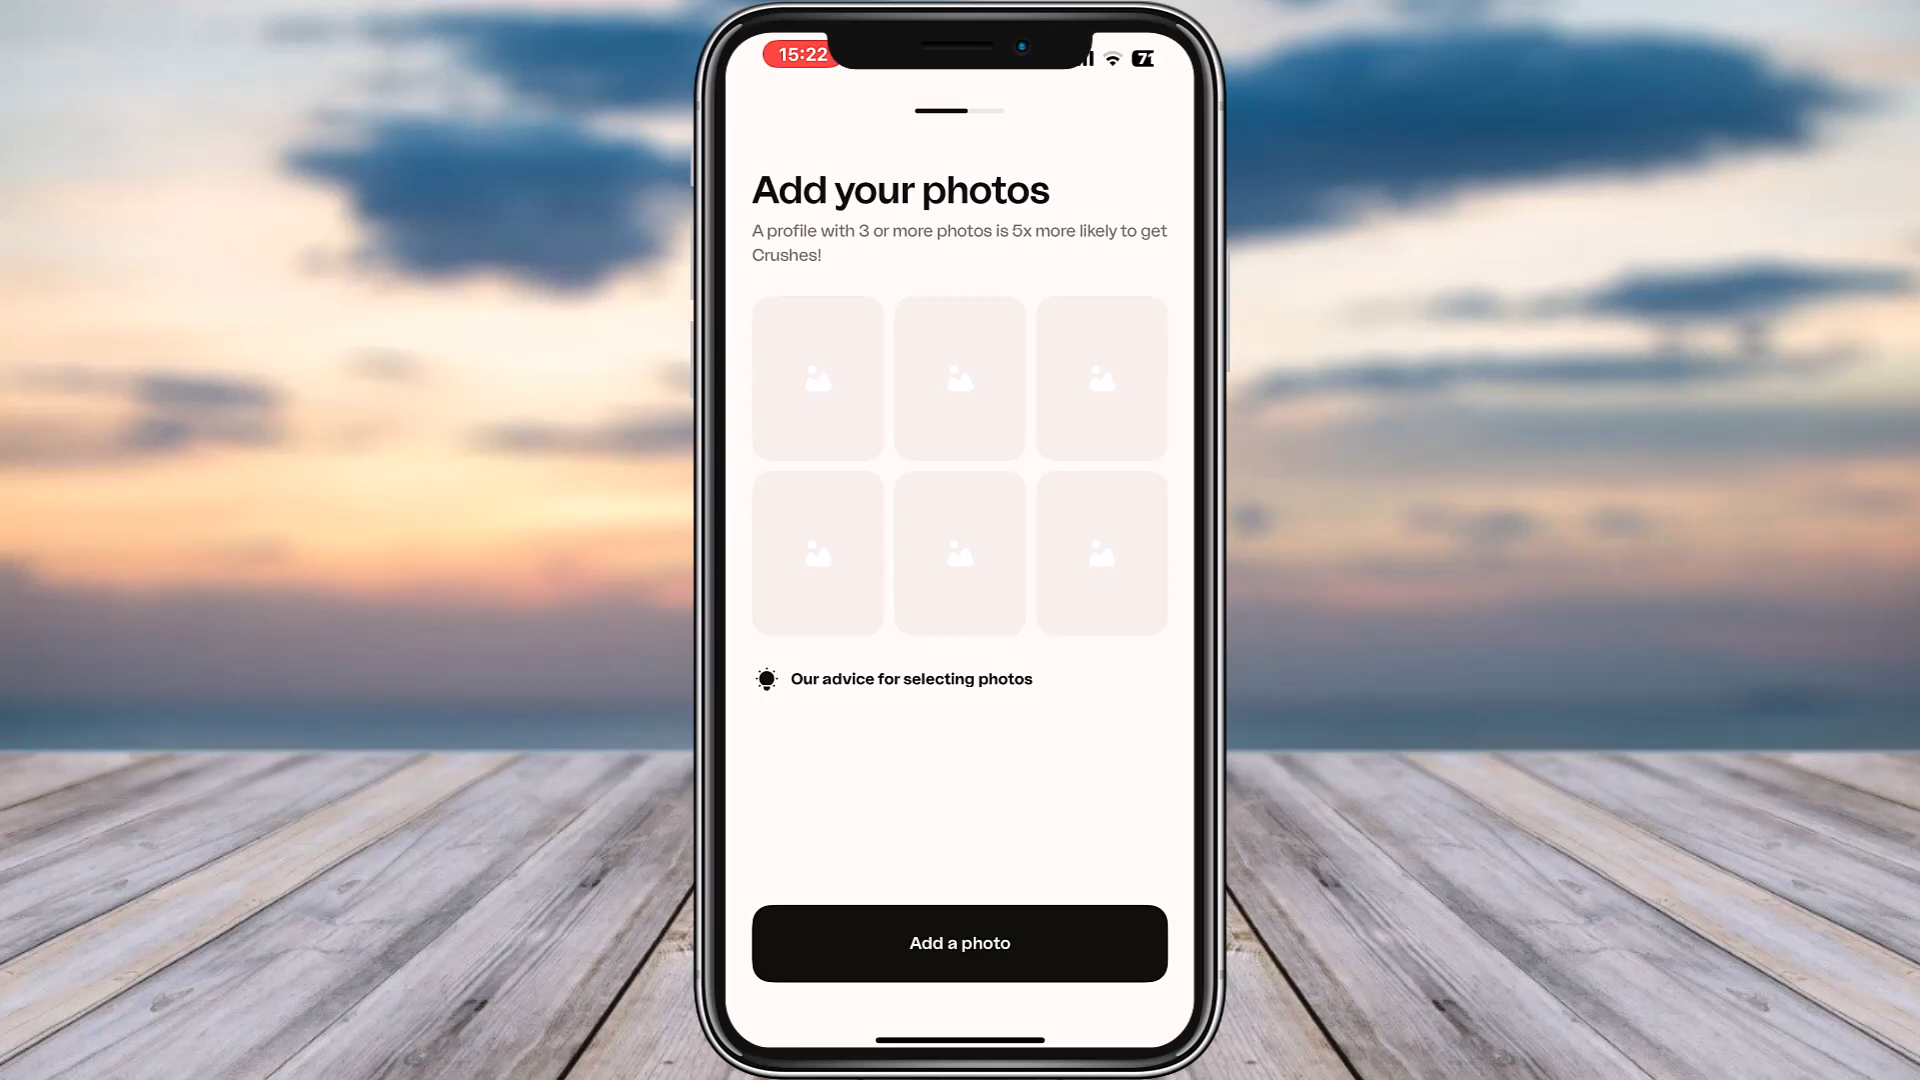 15:22
71
Add your photos
A profile with 3 or more photos is 5x more likely to get
Crushes!
Our advice for selecting photos
Add a photo